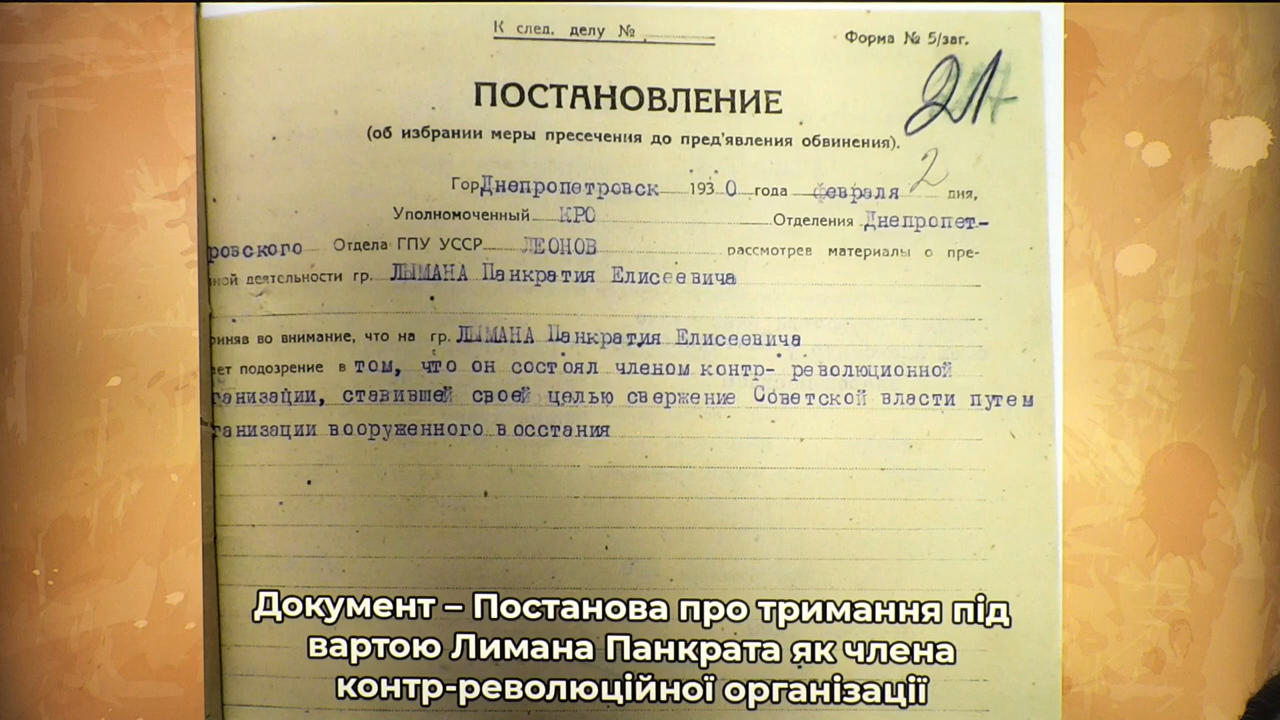 К след. делу №
Форма № 5/заг.
21
ПОСТАНОВЛЕНИЕ
(об избрании меры пресечения до пред'явления обвинения).
2
Гор Днепропетровск 1930 года февраля дня,
Уполномоченный КРО Отделения Днепропет-
ровского Отдела ГПУ УССР ЛЕОНОВ рассмотрев материалы о пре-
ной деятельности гр. ЛЫМАНА Панкратия Елисеевича
риняв во внимание, что на гр. ЛЫМАНА Панкратия Елисеевича
ет подозрение в том, что он состоял членом контр- революционной
ганизации, ставившей своей целью свержение Советской власти путем
ганизации вооруженного восстания
Документ – Постанова про тримання під
вартою Лимана Панкрата як члена
контр-революційної організації